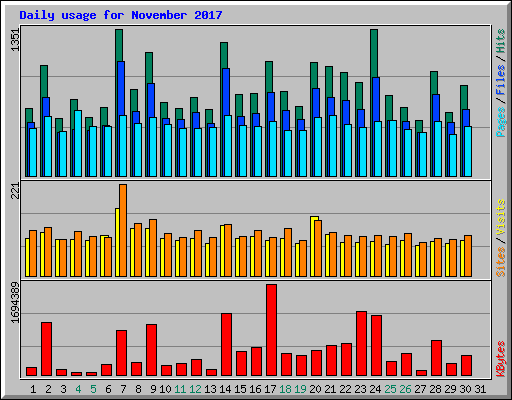 Daily usage for November 2017
1351
Pages / Files / Hits
221
Sites / Visits
1694389
KBytes
1 2 3 4 5 6 7 8 9 10 11 12 13 14 15 16 17 18 19 20 21 22 23 24 25 26 27 28 29 30 31